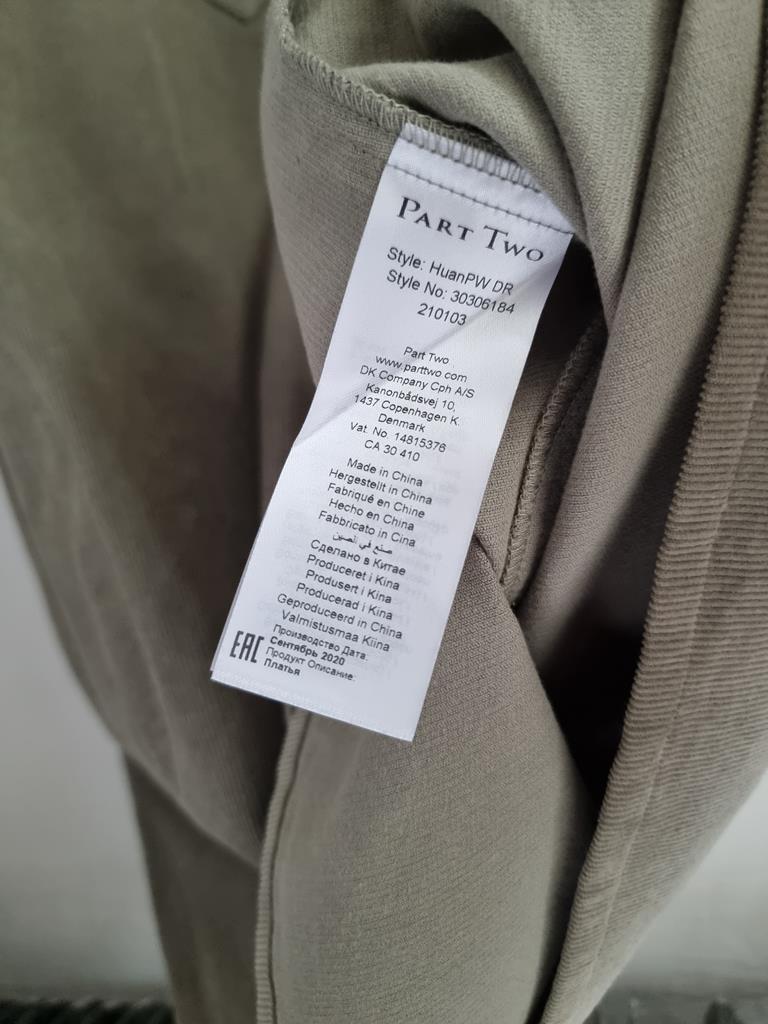 PART TWO
Style: HuanPW DR
Style No: 30306184
210103
Part Two
www.parttwo.com
DK Company Cph A/S
Kanonbådsvej 10,
1437 Copenhagen K.
Denmark
Vat. No. 14815378
CA 30 410
Made in China
Hergestellt in China
Fabriqué en Chine
Hecho en China
Fabbricato in Cina
صنع في الصين
Сделано в Китае
Produceret i Kina
Produsert i Kina
Producerad i Kina
Geproduceerd in China
Valmistusmaa Kiina
Производство Дата:
Сентябрь 2020
Продукт Описание:
Платья
EAC